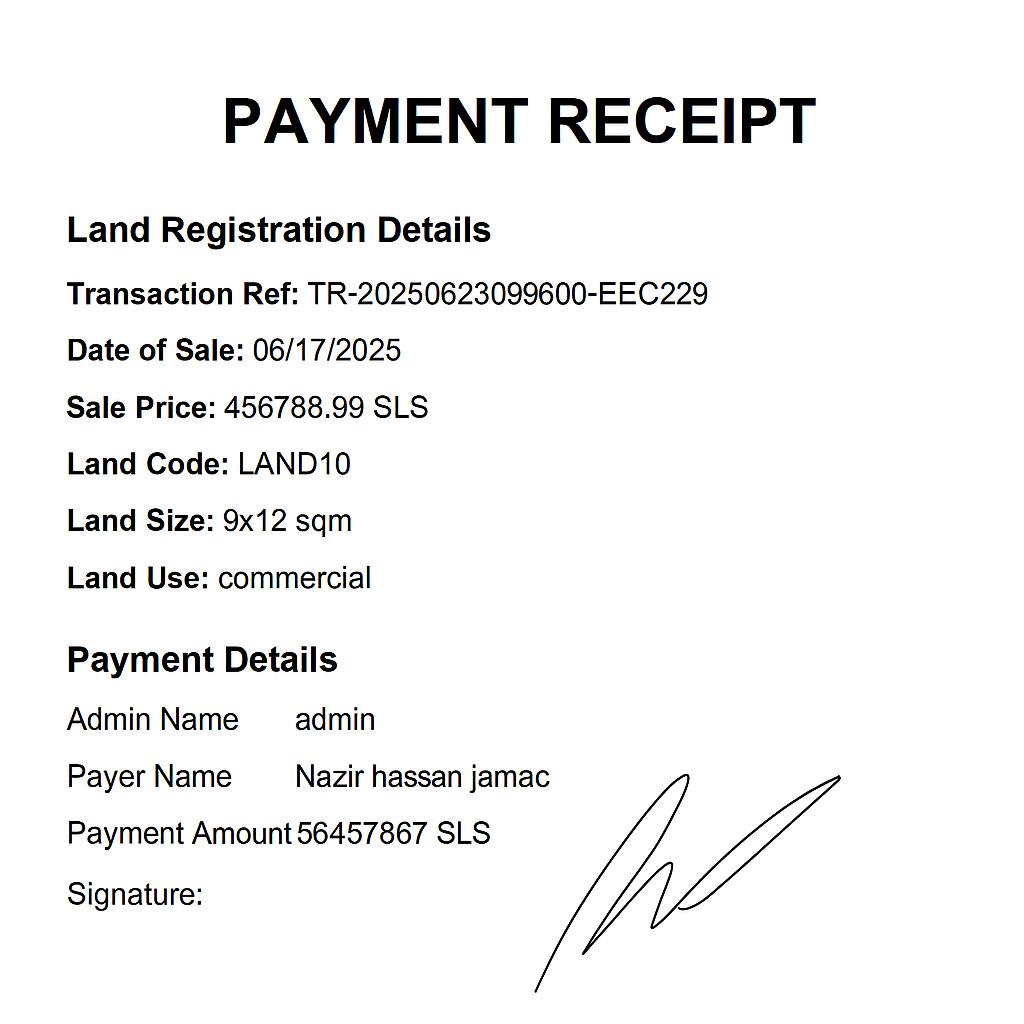 PAYMENT RECEIPT
Land Registration Details
Transaction Ref: TR-20250623099600-EEC229
Date of Sale: 06/17/2025
Sale Price: 456788.99 SLS
Land Code: LAND10
Land Size: 9x12 sqm
Land Use: commercial
Payment Details
Admin Name admin
Payer Name Nazir hassan jamac
Payment Amount 56457867 SLS
Signature: